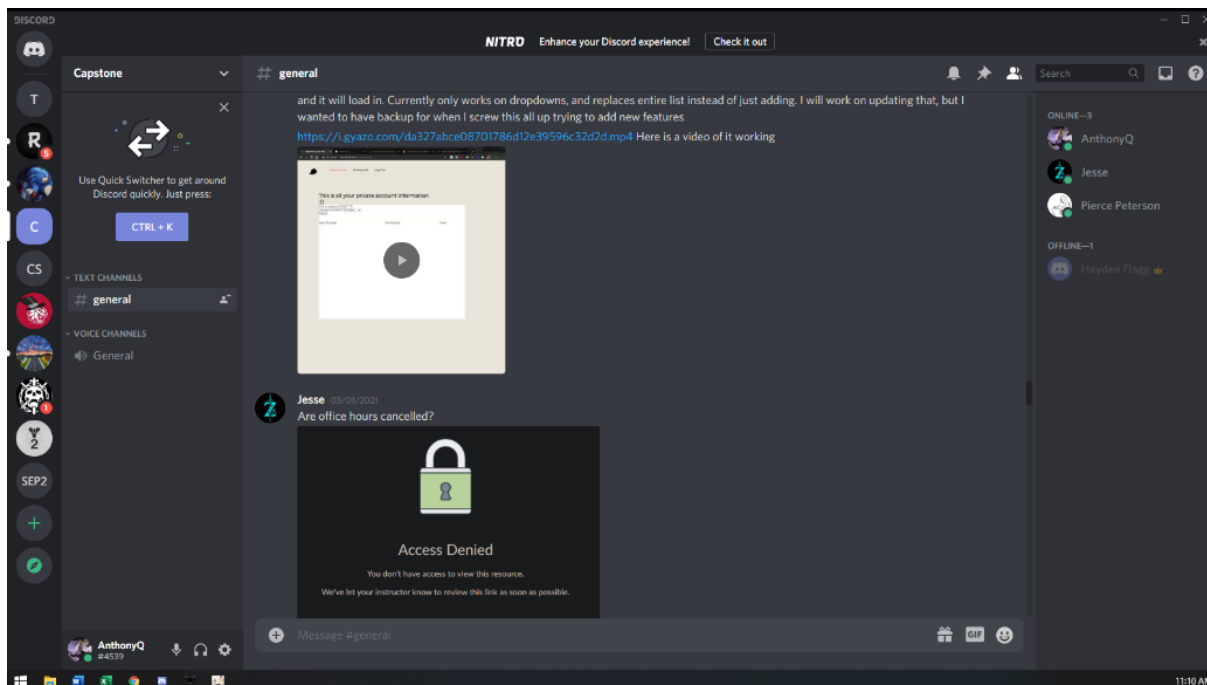 DISCORD
NITRO Enhance your Discord experience! Check it out
Capstone
general
Search
T
R
5
Use Quick Switcher to get around
Discord quickly. Just press:
CTRL + K
C
CS
TEXT CHANNELS
general
VOICE CHANNELS
General
1
Y
2
SEP2
AnthonyQ
#4539
and it will load in. Currently only works on dropdowns, and replaces entire list instead of just adding. I will work on updating that, but I
wanted to have backup for when I screw this all up trying to add new features
https://i.gyazo.com/da327abce08701786d12e39596c32d2d.mp4 Here is a video of it working
This is all your private account information
Jesse 03/01/2021
Are office hours cancelled?
Access Denied
You don't have access to view this resource.
We've let your instructor know to review this link as soon as possible.
Message #general
GIF
ONLINE—3
AnthonyQ
Jesse
Pierce Peterson
OFFLINE—1
Hayden Flagg
11:10 AM